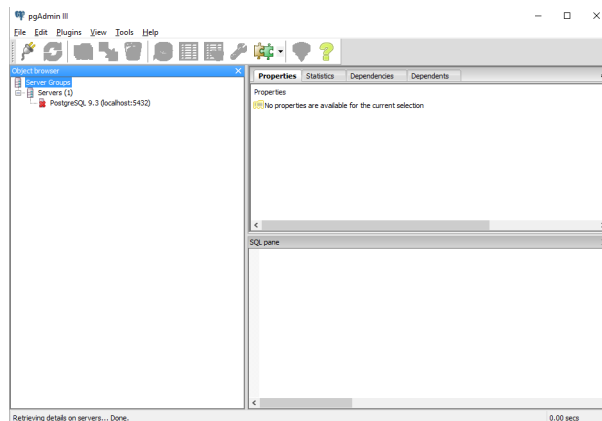 pgAdmin III
File Edit Plugins View Tools Help
Object browser
Server Groups
Servers (1)
PostgreSQL 9.3 (localhost:5432)
Properties Statistics Dependencies Dependents
Properties
No properties are available for the current selection
SQL pane
Retrieving details on servers... Done.
0.00 secs